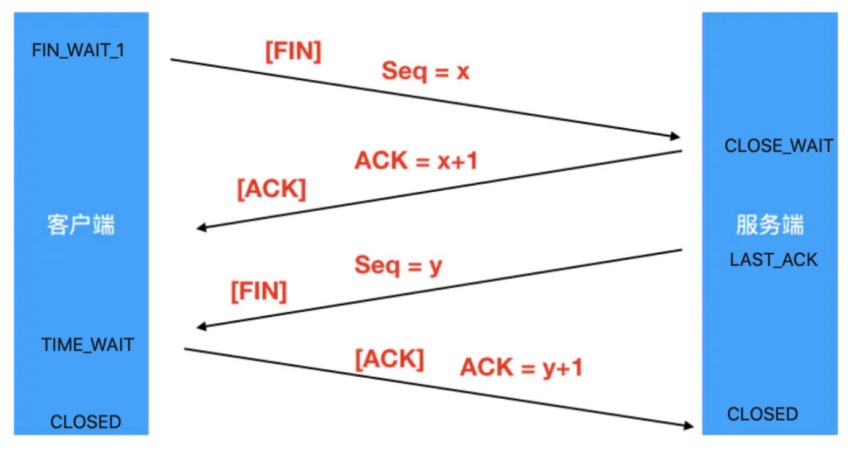 FIN_WAIT_1
[FIN]
Seq = x
CLOSE_WAIT
ACK = x+1
[ACK]
客户端
服务端
LAST_ACK
Seq = y
[FIN]
TIME_WAIT
[ACK]
ACK = y+1
CLOSED
CLOSED